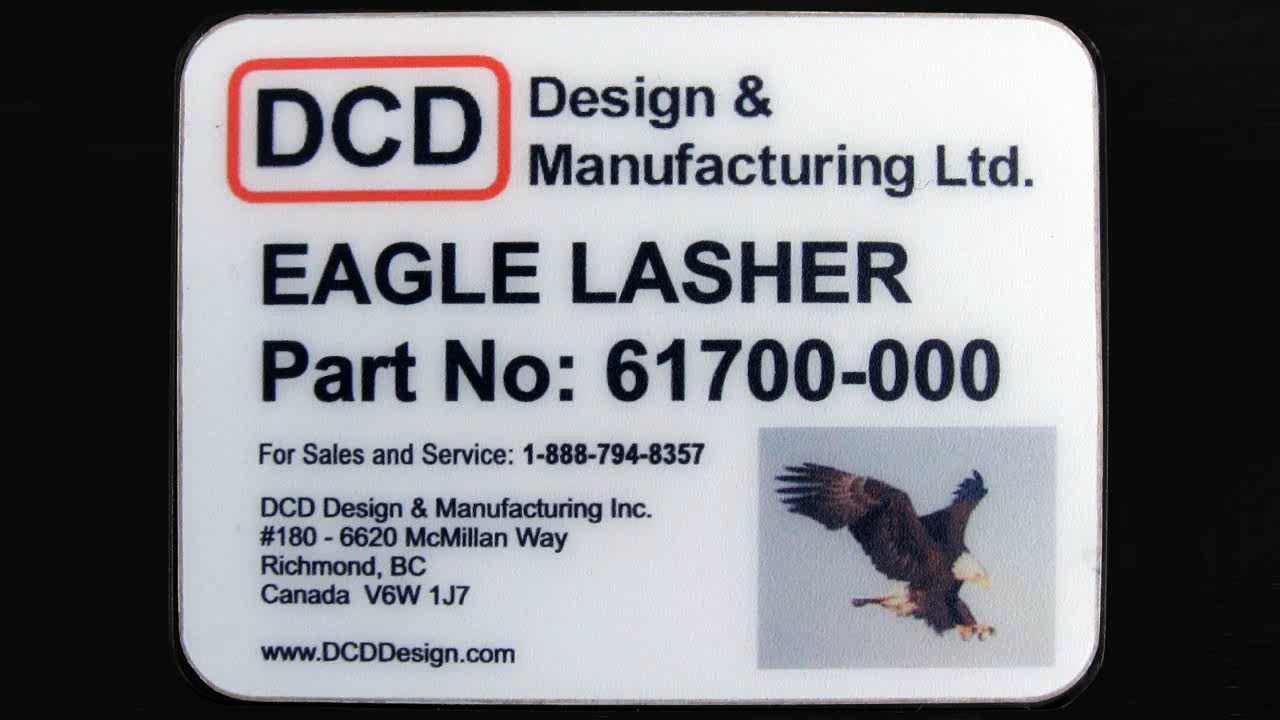 DCD
Design &
Manufacturing Ltd.
EAGLE LASHER
Part No: 61700-000
For Sales and Service: 1-888-794-8357
DCD Design & Manufacturing Inc.
#180 - 6620 McMillan Way
Richmond, BC
Canada  V6W 1J7
www.DCDDesign.com